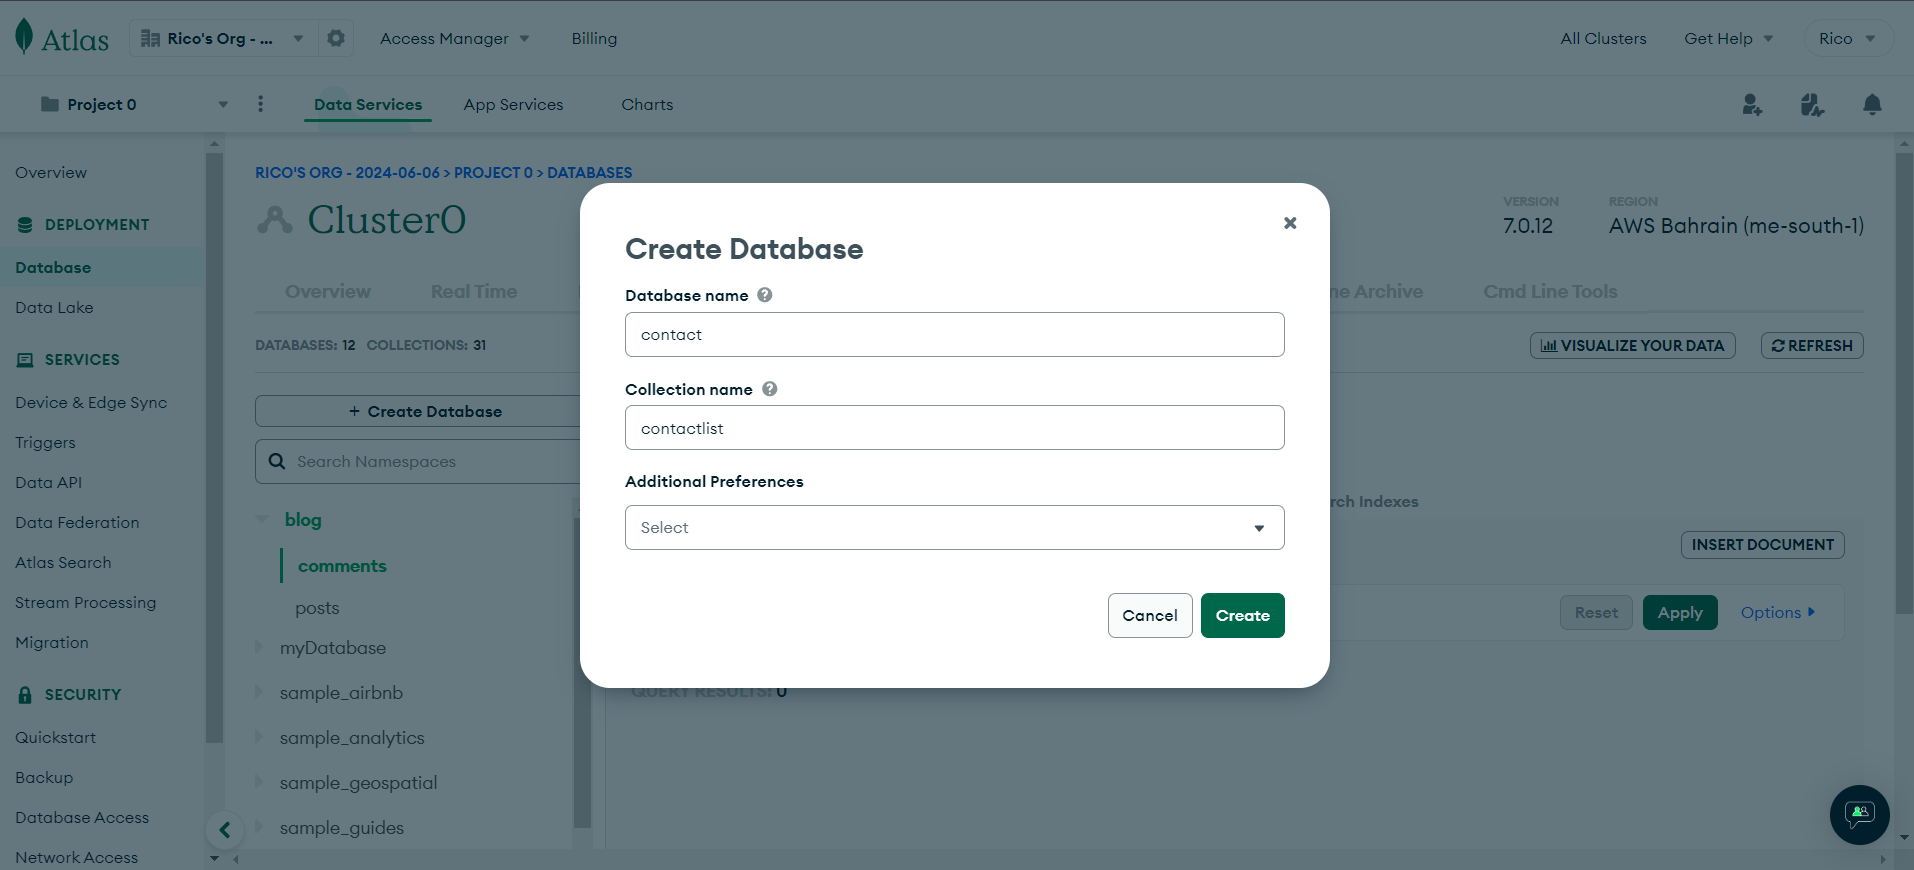 Atlas
Rico's Org - ...
Access Manager
Billing
All Clusters
Get Help
Rico
Project 0
Data Services
App Services
Charts
Overview
DEPLOYMENT
Database
Data Lake
SERVICES
Device & Edge Sync
Triggers
Data API
Data Federation
Atlas Search
Stream Processing
Migration
SECURITY
Quickstart
Backup
Database Access
Network Access
RICO'S ORG - 2024-06-06 > PROJECT 0 > DATABASES
Cluster0
VERSION
7.0.12
REGION
AWS Bahrain (me-south-1)
Overview
Real Time
ne Archive
Cmd Line Tools
DATABASES: 12 COLLECTIONS: 31
VISUALIZE YOUR DATA
REFRESH
+ Create Database
Search Namespaces
blog
comments
posts
myDatabase
sample_airbnb
sample_analytics
sample_geospatial
sample_guides
rch Indexes
INSERT DOCUMENT
Reset
Apply
Options
QUERY RESULTS: 0
Create Database
Database name
contact
Collection name
contactlist
Additional Preferences
Select
Cancel
Create